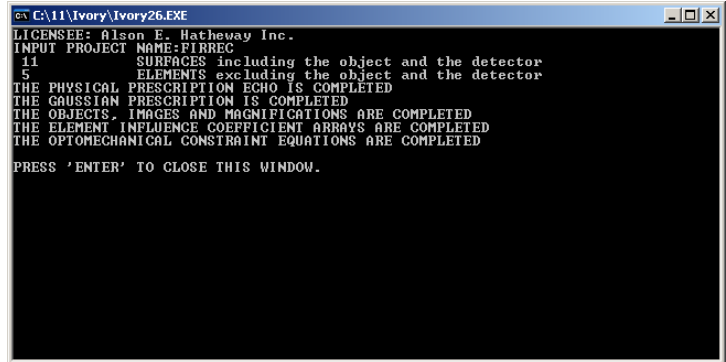 C:\11\Ivory\Ivory26.EXE
LICENSEE: Alson E. Hatheway Inc.
INPUT PROJECT NAME:FIRREC
11 SURFACES including the object and the detector
5 ELEMENTS excluding the object and the detector
THE PHYSICAL PRESCRIPTION ECHO IS COMPLETED
THE GAUSSIAN PRESCRIPTION IS COMPLETED
THE OBJECTS, IMAGES AND MAGNIFICATIONS ARE COMPLETED
THE ELEMENT INFLUENCE COEFFICIENT ARRAYS ARE COMPLETED
THE OPTOMECHANICAL CONSTRAINT EQUATIONS ARE COMPLETED
PRESS 'ENTER' TO CLOSE THIS WINDOW.